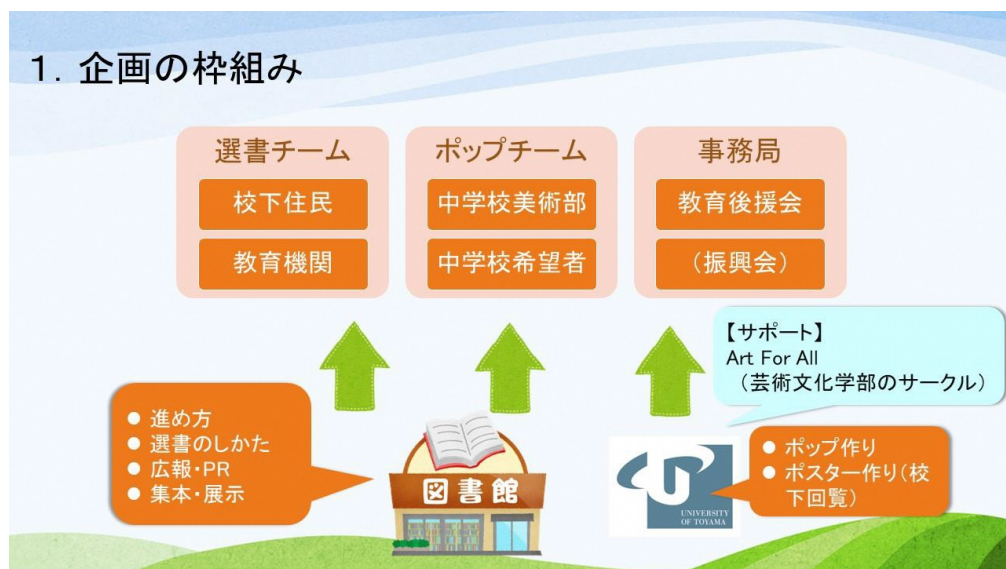 1. 企画の枠組み
選書チーム
校下住民
教育機関
ポップチーム
中学校美術部
中学校希望者
事務局
教育後援会
(振興会)
【サポート】
Art For All
(芸術文化学部のサークル)
● 進め方
● 選書のしかた
● 広報・PR
● 集本・展示
図書館
UNIVERSITY
OF TOYAMA
● ポップ作り
● ポスター作り(校
下回覧)